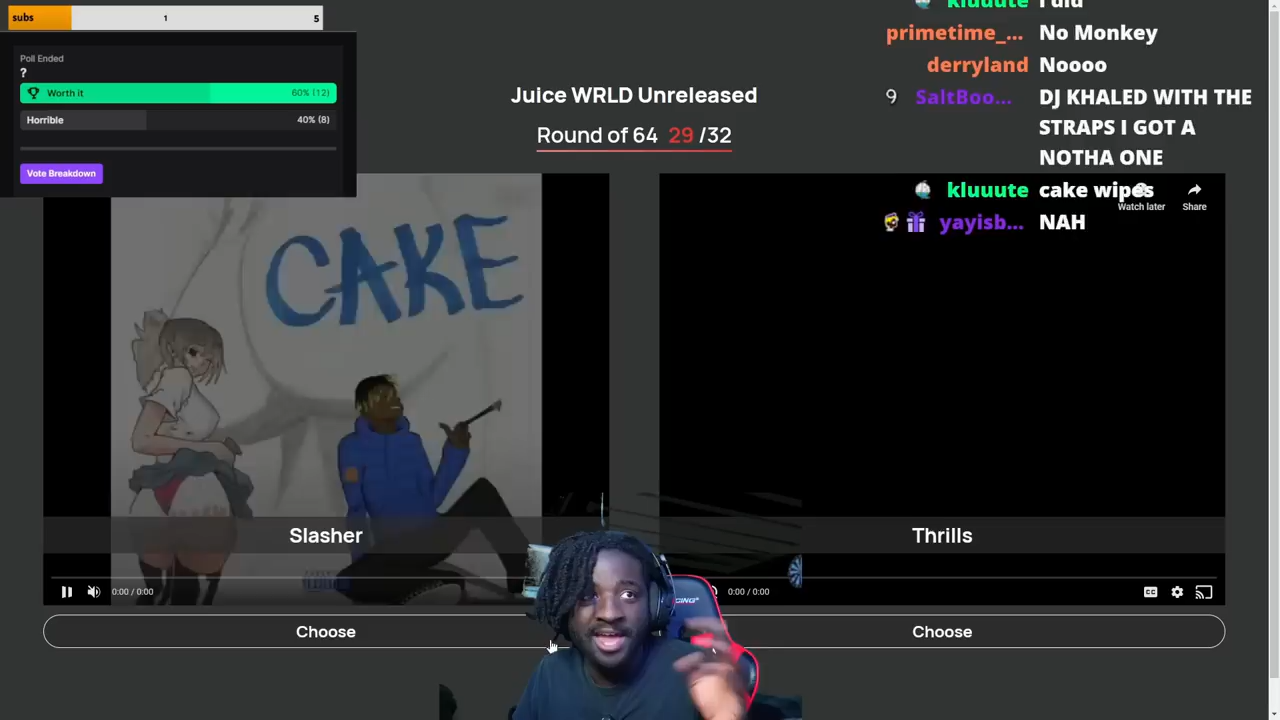 subs 1 5
Poll Ended
?
Worth it 60% (12)
Horrible 40% (8)
Vote Breakdown
Juice WRLD Unreleased
Round of 64 29 /32
kluuute I did
primetime_... No Monkey
derryland Noooo
9 SaltBoo... DJ KHALED WITH THE
STRAPS I GOT A
NOTHA ONE
kluuute cake wipes
yayisb... NAH
Watch later
Share
CAKE
Slasher
Thrills
0:00 / 0:00
0:00 / 0:00
CC
Choose
Choose